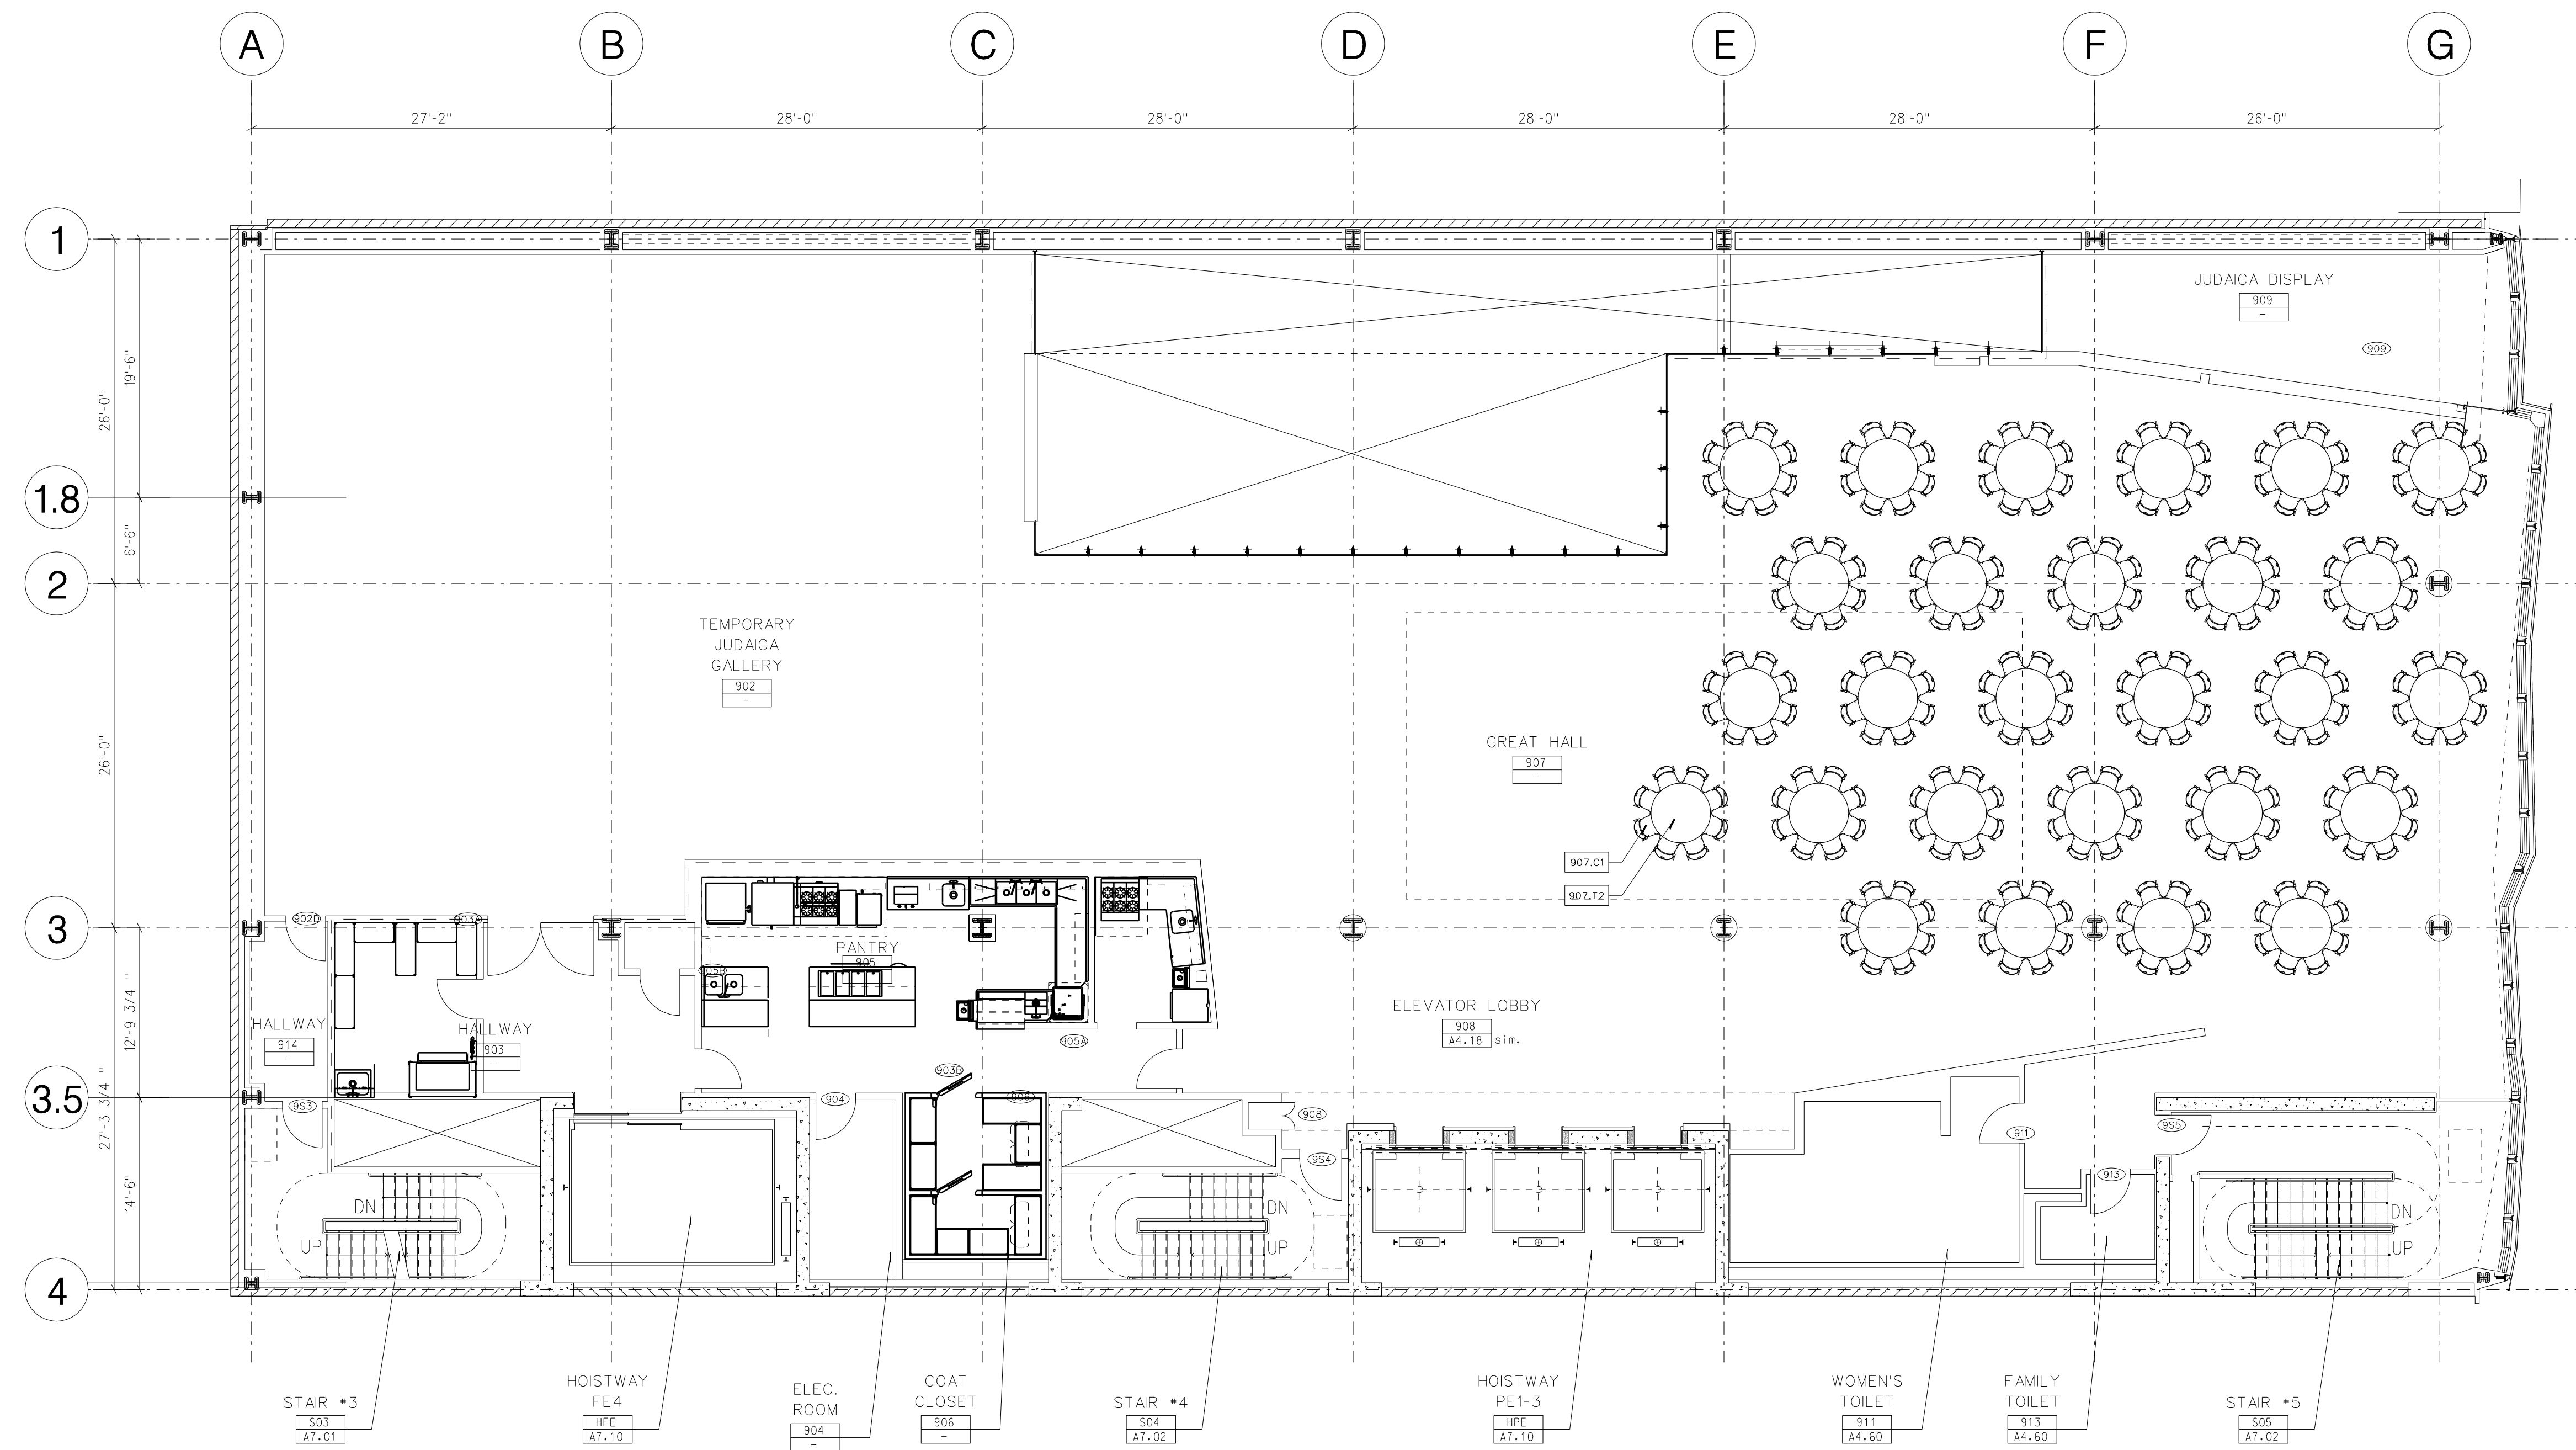 A B C D E F G
27'-2" 28'-0" 28'-0" 28'-0" 28'-0" 26'-0"
1
JUDAICA DISPLAY
909
-
909
19'-6"
26'-0"
1.8
6'-6"
2
TEMPORARY
JUDAICA
GALLERY
902
-
26'-0"
GREAT HALL
907
-
907.C1
907.T2
3
902D 903A
PANTRY
905
905B
ELEVATOR LOBBY
908
A4.18 sim.
HALLWAY
914
-
HALLWAY
903
-
12'-9 3/4 "
905A
903B
3.5
27'-3 3/4 "
9S3 904 906 908 911 9S5
9S4 913
14'-6"
DN
UP
DN
UP
DN
UP
4
STAIR #3
S03
A7.01
HOISTWAY
FE4
HFE
A7.10
ELEC.
ROOM
904
-
COAT
CLOSET
906
-
STAIR #4
S04
A7.02
HOISTWAY
PE1-3
HPE
A7.10
WOMEN'S
TOILET
911
A4.60
FAMILY
TOILET
913
A4.60
STAIR #5
S05
A7.02